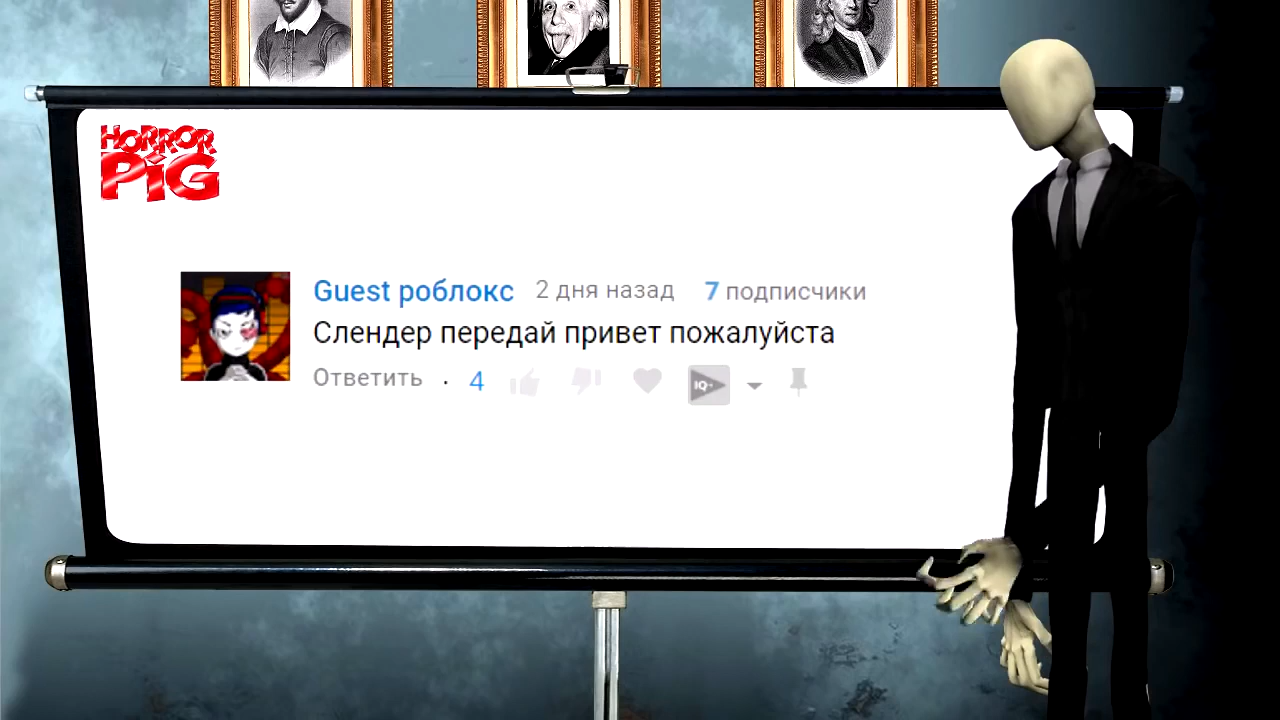 HORROR
PIG
Guest роблокс 2 дня назад 7 подписчики
Слендер передай привет пожалуйста
Ответить · 4
IQ+